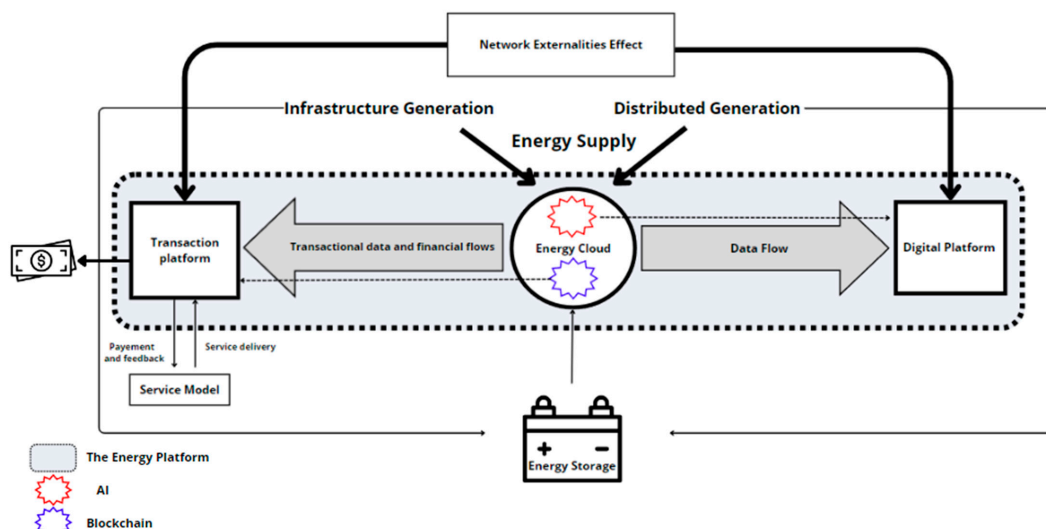 Network Externalities Effect
Infrastructure Generation
Distributed Generation
Energy Supply
Transaction
platform
Transactional data and financial flows
Energy Cloud
Data Flow
Digital Platform
$
Payement
and feedback
Service delivery
Service Model
+ −
Energy Storage
The Energy Platform
AI
Blockchain